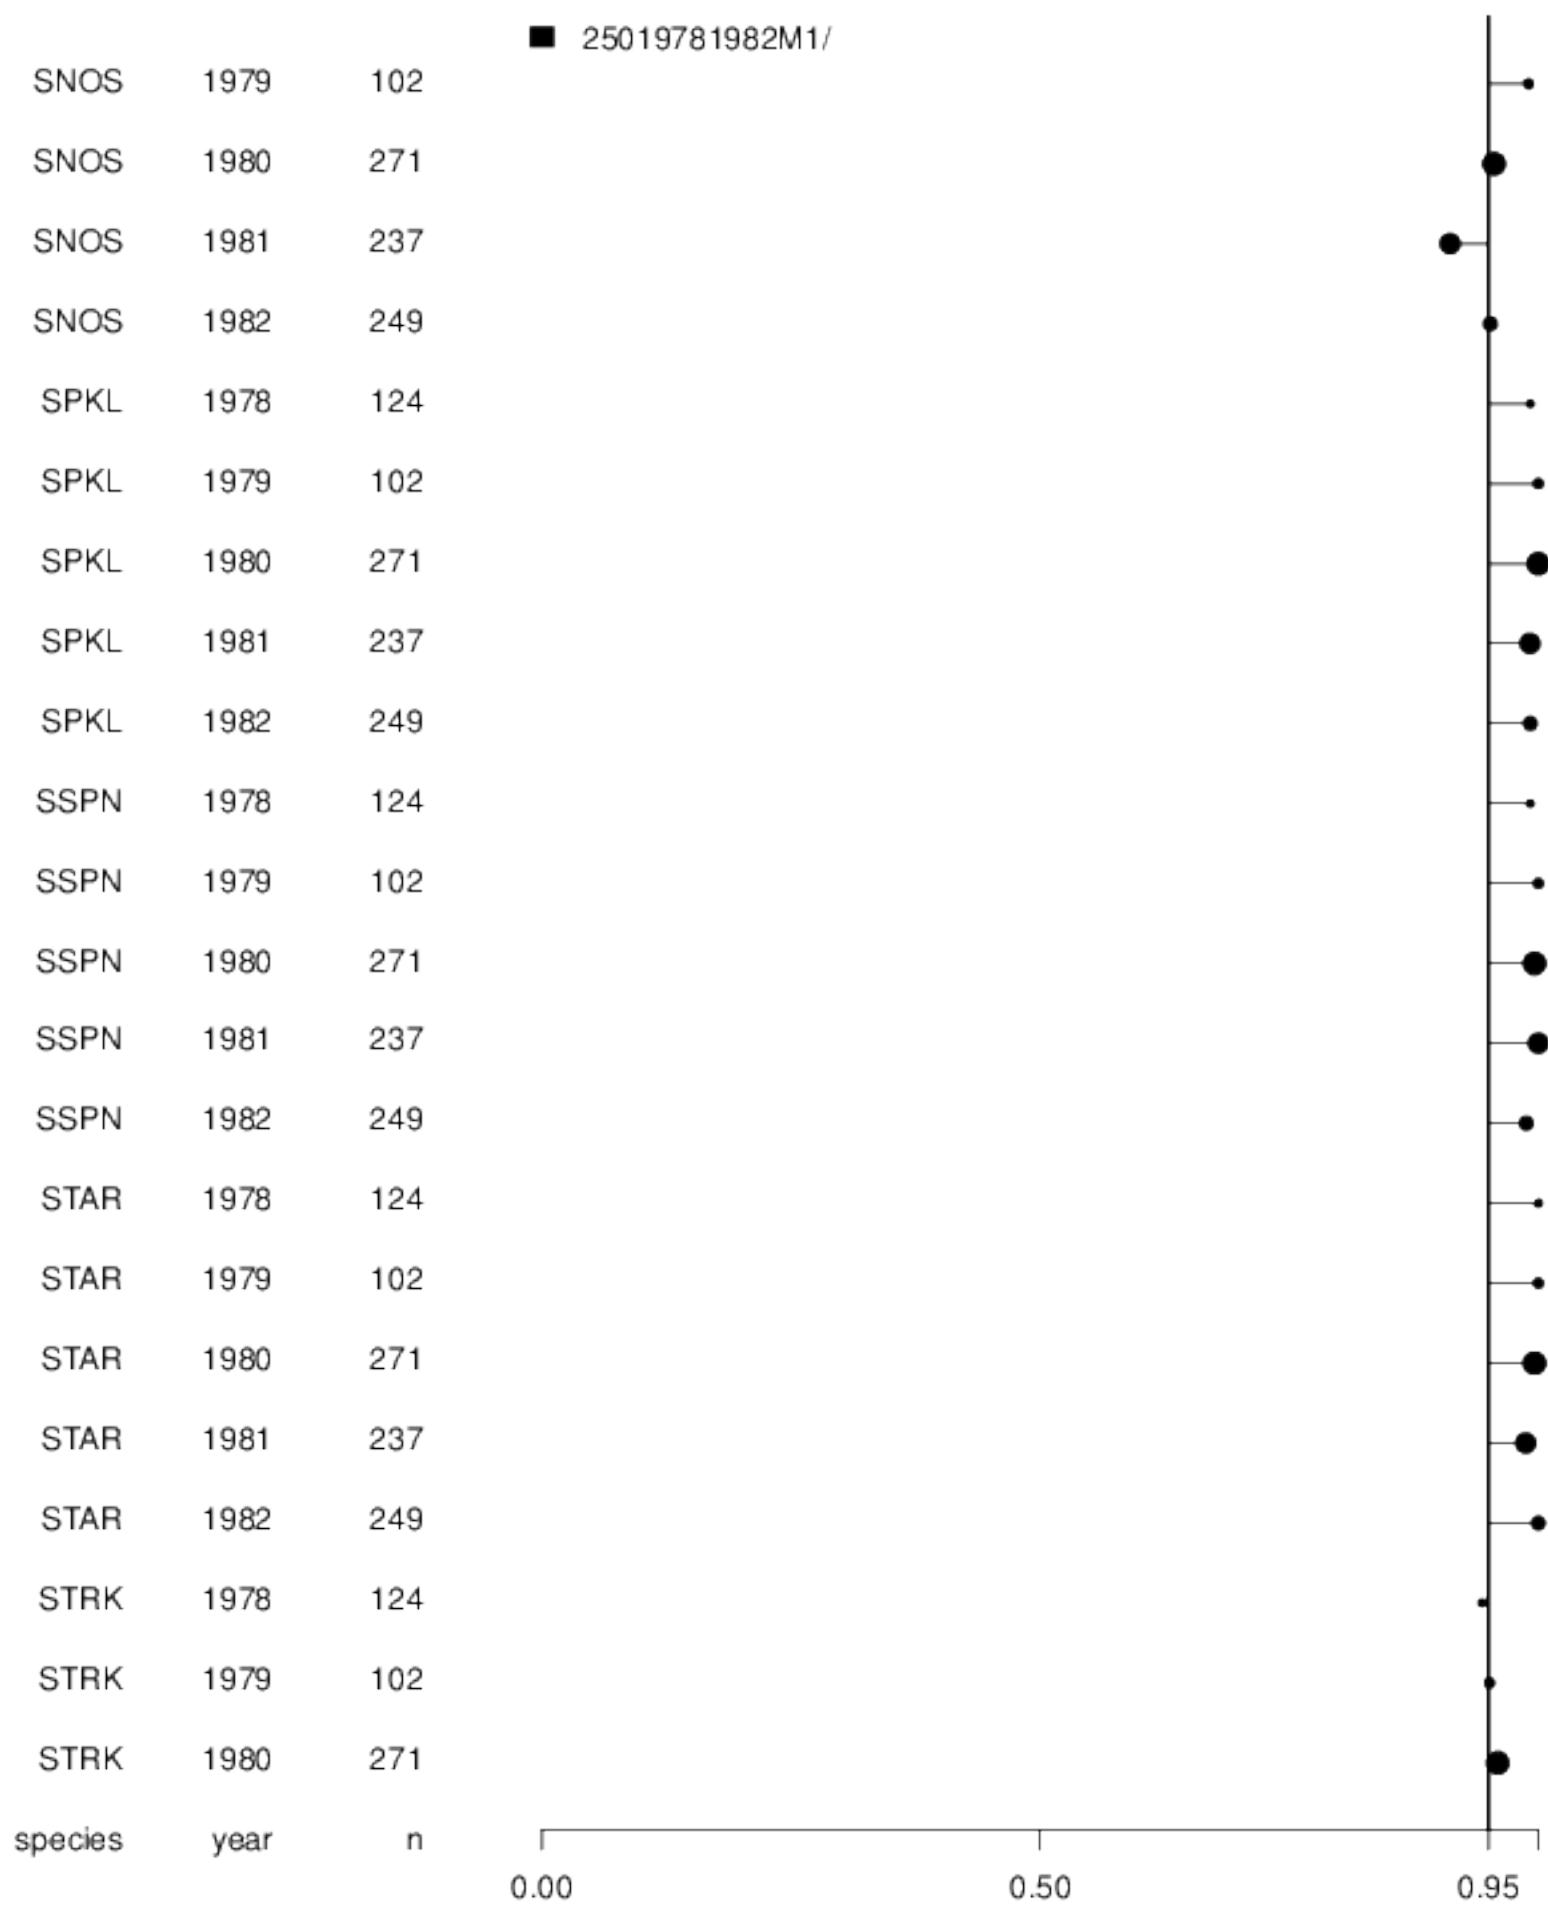 25019781982M1/
SNOS 1979 102
SNOS 1980 271
SNOS 1981 237
SNOS 1982 249
SPKL 1978 124
SPKL 1979 102
SPKL 1980 271
SPKL 1981 237
SPKL 1982 249
SSPN 1978 124
SSPN 1979 102
SSPN 1980 271
SSPN 1981 237
SSPN 1982 249
STAR 1978 124
STAR 1979 102
STAR 1980 271
STAR 1981 237
STAR 1982 249
STRK 1978 124
STRK 1979 102
STRK 1980 271
species year n
0.00 0.50 0.95